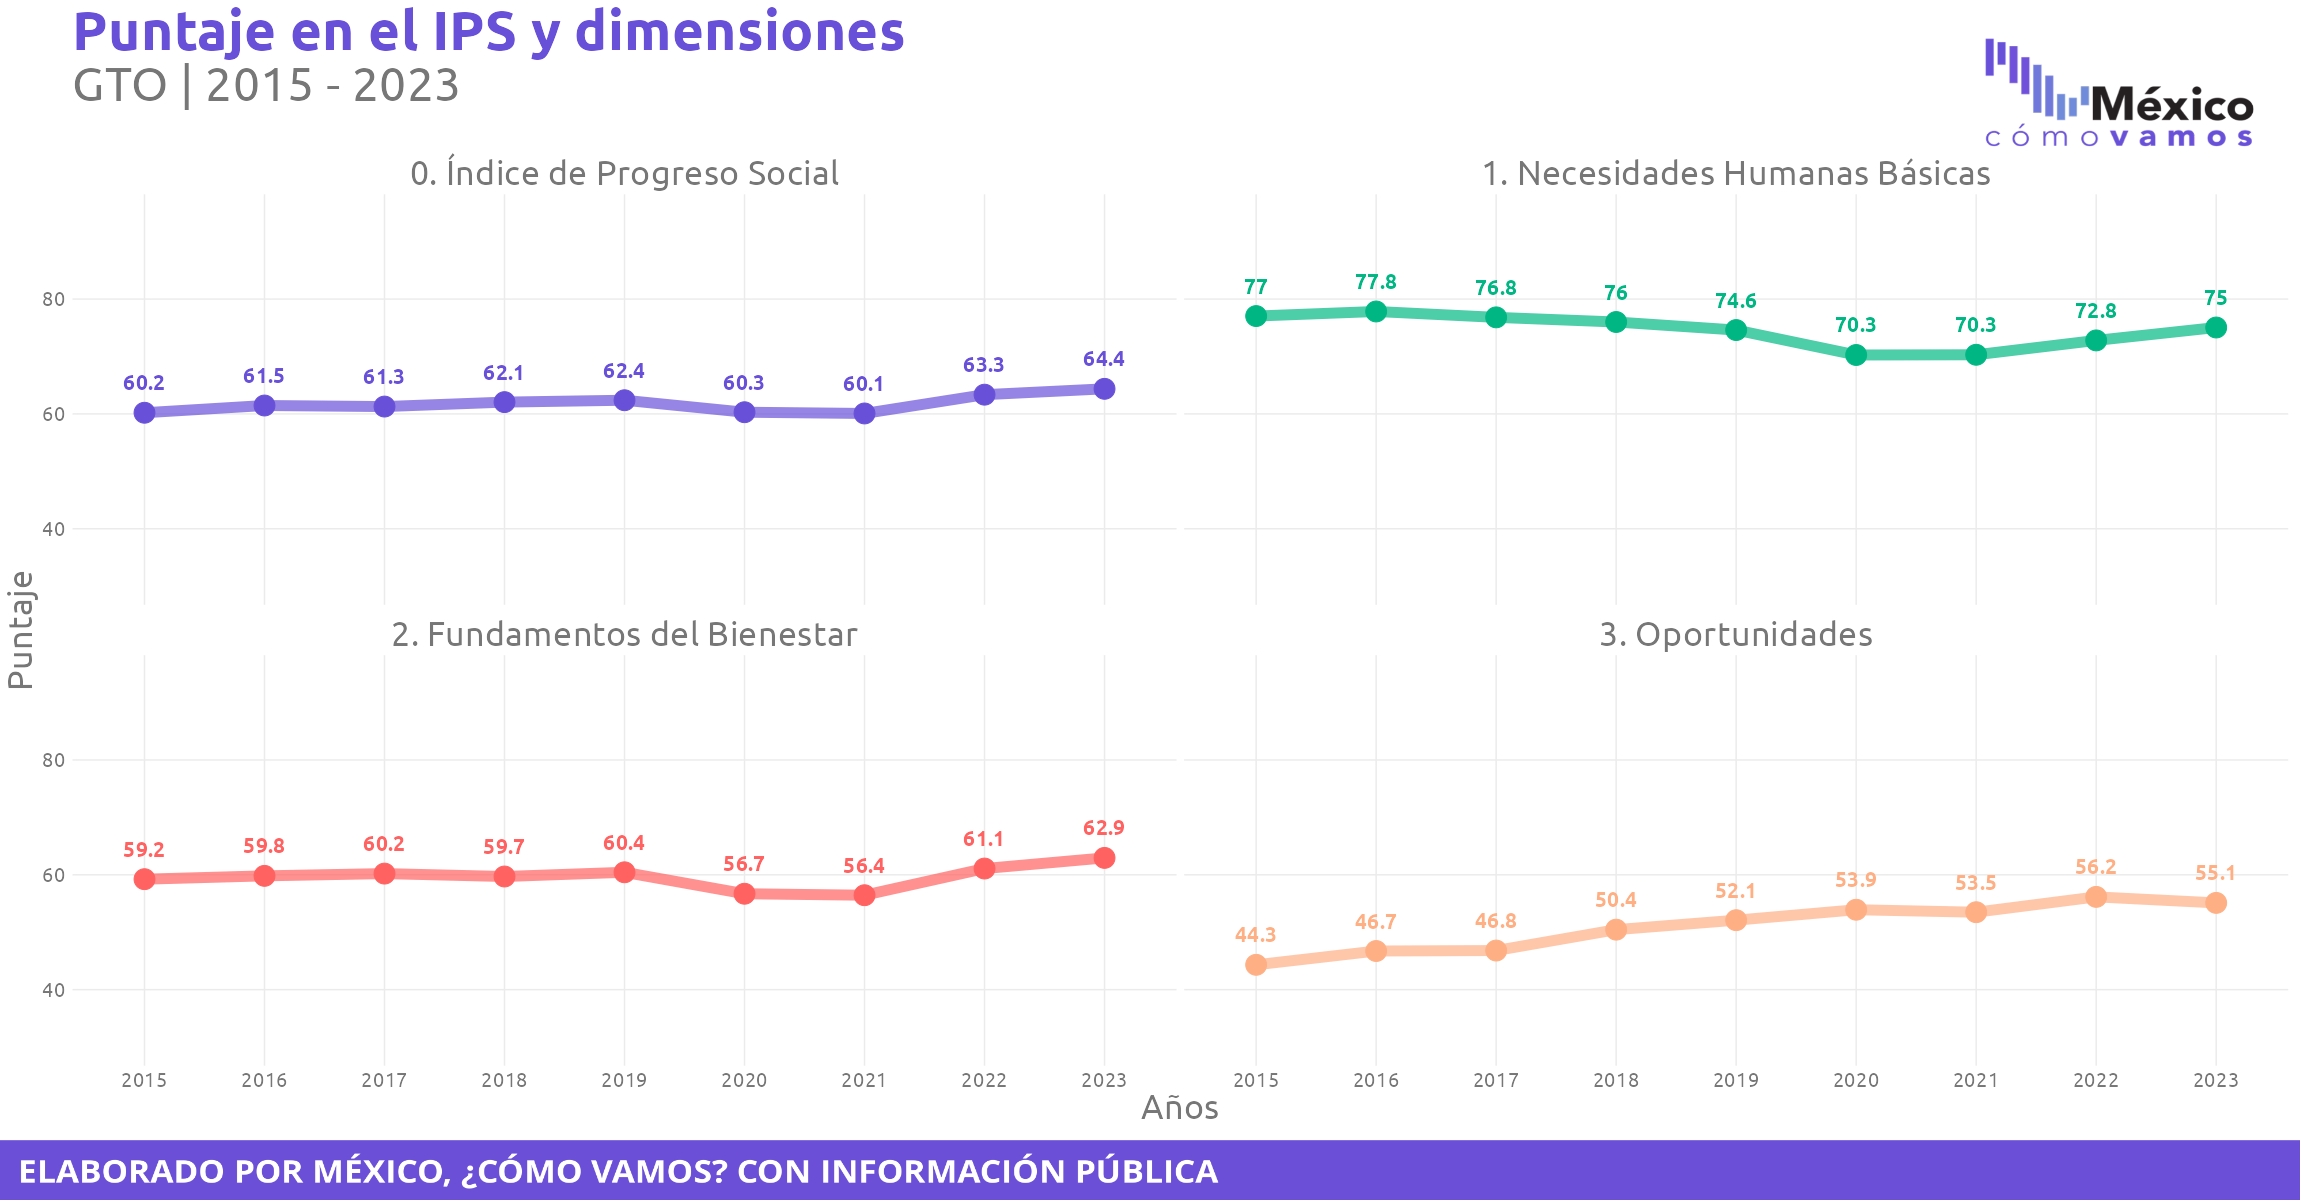 Puntaje en el IPS y dimensiones
GTO | 2015 - 2023
México
cómovamos
0. Índice de Progreso Social
80
60
40
60.2 61.5 61.3 62.1 62.4 60.3 60.1 63.3 64.4
1. Necesidades Humanas Básicas
77 77.8 76.8 76 74.6 70.3 70.3 72.8 75
Puntaje
2. Fundamentos del Bienestar
80
60
40
59.2 59.8 60.2 59.7 60.4 56.7 56.4 61.1 62.9
2015 2016 2017 2018 2019 2020 2021 2022 2023
3. Oportunidades
44.3 46.7 46.8 50.4 52.1 53.9 53.5 56.2 55.1
2015 2016 2017 2018 2019 2020 2021 2022 2023
Años
ELABORADO POR MÉXICO, ¿CÓMO VAMOS? CON INFORMACIÓN PÚBLICA